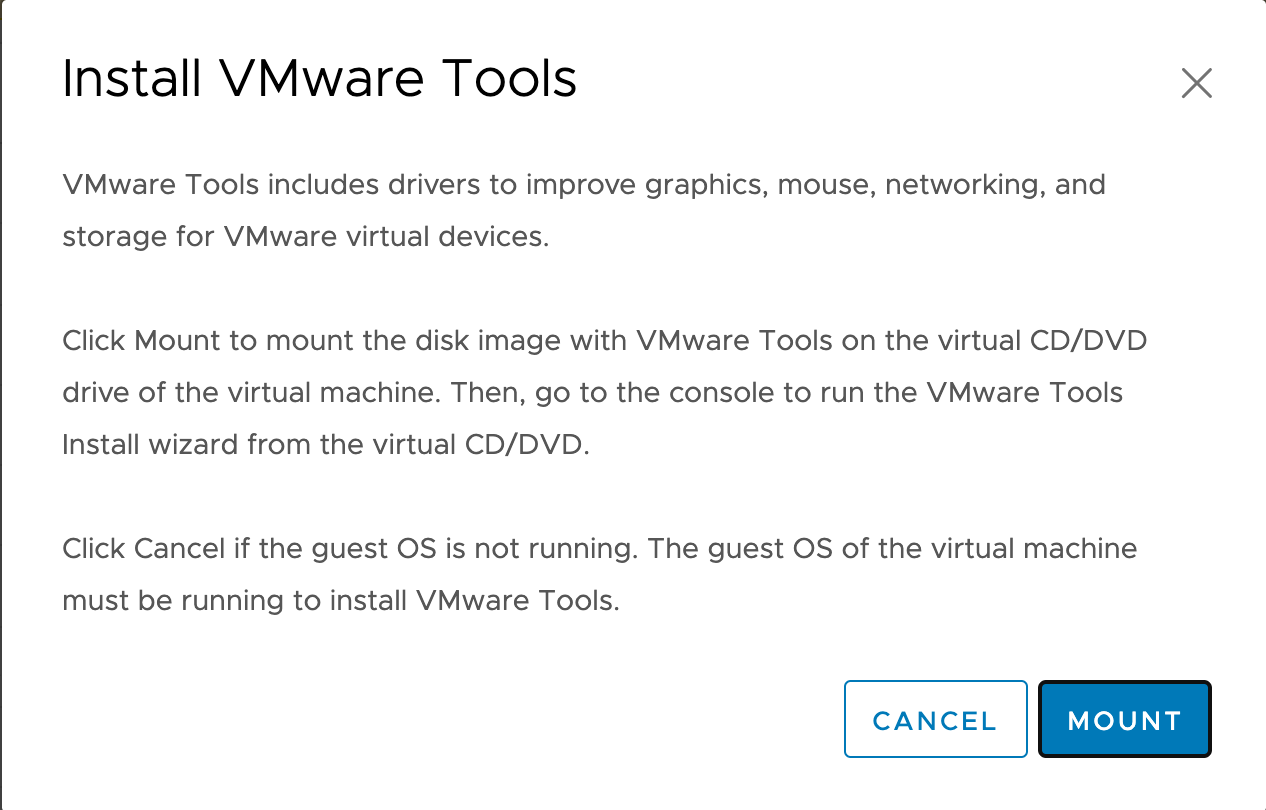 Install VMware Tools
VMware Tools includes drivers to improve graphics, mouse, networking, and
storage for VMware virtual devices.
Click Mount to mount the disk image with VMware Tools on the virtual CD/DVD
drive of the virtual machine. Then, go to the console to run the VMware Tools
Install wizard from the virtual CD/DVD.
Click Cancel if the guest OS is not running. The guest OS of the virtual machine
must be running to install VMware Tools.
CANCEL MOUNT